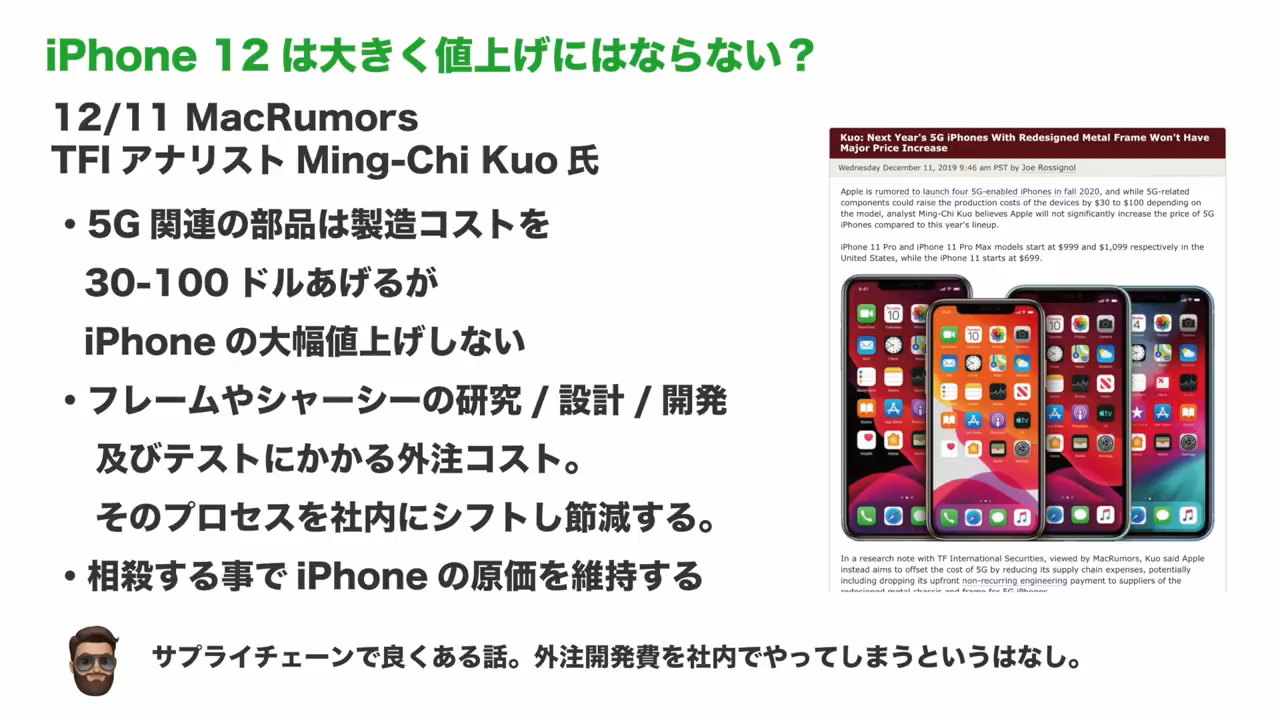 iPhone 12 は大きく値上げにはならない？
12/11 MacRumors
TFI アナリスト Ming-Chi Kuo 氏
・5G 関連の部品は製造コストを
30-100 ドルあげるが
iPhone の大幅値上げしない
・フレームやシャーシーの研究 / 設計 / 開発
及びテストにかかる外注コスト。
そのプロセスを社内にシフトし節減する。
・相殺する事で iPhone の原価を維持する
Kuo: Next Year's 5G iPhones With Redesigned Metal Frame Won't Have
Major Price Increase
Wednesday December 11, 2019 9:46 am PST by Joe Rossignol
Apple is rumored to launch four 5G-enabled iPhones in fall 2020, and while 5G-related
components could raise the production costs of the devices by $30 to $100 depending on
the model, analyst Ming-Chi Kuo believes Apple will not significantly increase the price of 5G
iPhones compared to this year's lineup.
iPhone 11 Pro and iPhone 11 Pro Max models start at $999 and $1,099 respectively in the
United States, while the iPhone 11 starts at $699.
In a research note with TF International Securities, viewed by MacRumors, Kuo said Apple
instead aims to offset the cost of 5G by reducing its supply chain expenses, potentially
including dropping its upfront non-recurring engineering payment to suppliers of the
redesigned metal chassis and frame for 5G iPhones.
サプライチェーンで良くある話。外注開発費を社内でやってしまうというはなし。